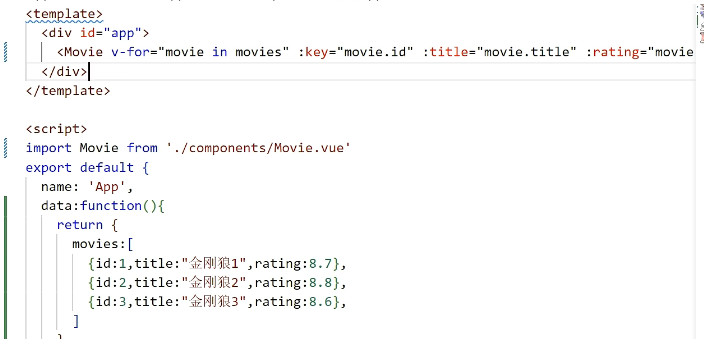 <template>
<div id="app">
<Movie v-for="movie in movies" :key="movie.id" :title="movie.title" :rating="movie
</div>
</template>
<script>
import Movie from './components/Movie.vue'
export default {
name: 'App',
data:function(){
return {
movies:[
{id:1,title:"金刚狼1",rating:8.7},
{id:2,title:"金刚狼2",rating:8.8},
{id:3,title:"金刚狼3",rating:8.6},
]
}